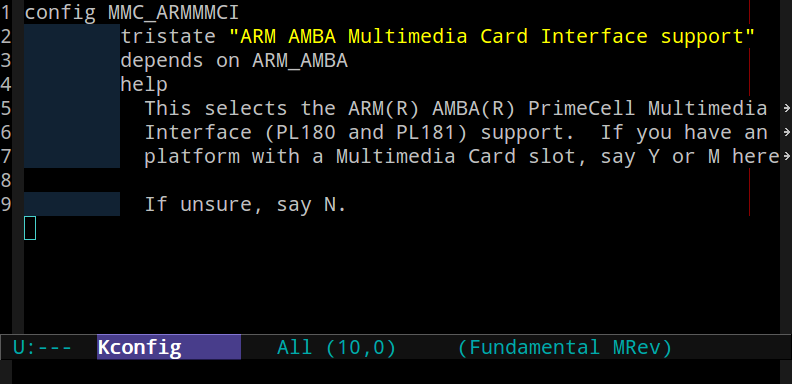 1 config MMC_ARMMMCI
2 tristate "ARM AMBA Multimedia Card Interface support"
3 depends on ARM_AMBA
4 help
5 This selects the ARM(R) AMBA(R) PrimeCell Multimedia
6 Interface (PL180 and PL181) support.  If you have an
7 platform with a Multimedia Card slot, say Y or M here
8
9 If unsure, say N.
U:--- Kconfig All (10,0) (Fundamental MRev)